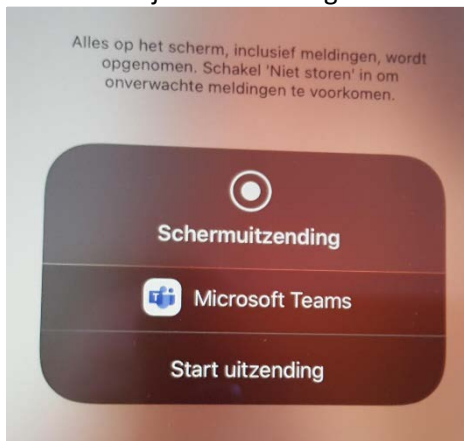 Alles op het scherm, inclusief meldingen, wordt
opgenomen. Schakel 'Niet storen' in om
onverwachte meldingen te voorkomen.
Schermuitzending
Microsoft Teams
Start uitzending